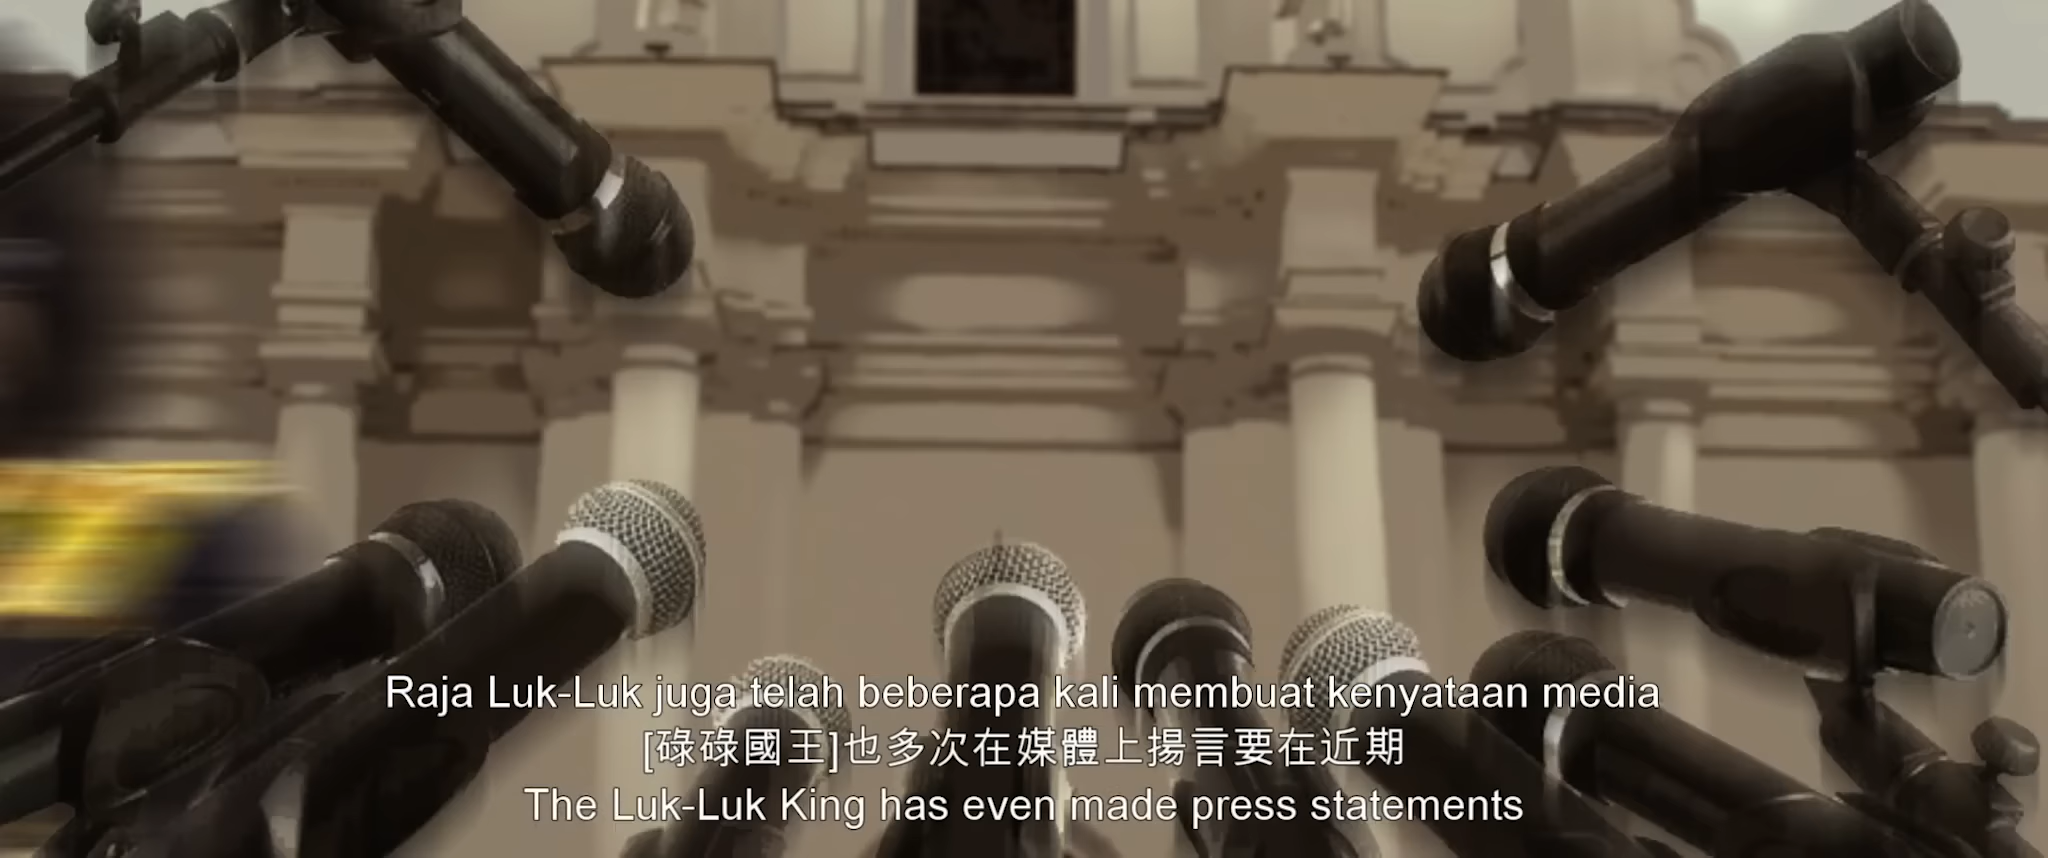 Raja Luk-Luk juga telah beberapa kali membuat kenyataan media
[碌碌國王]也多次在媒體上揚言要在近期
The Luk-Luk King has even made press statements